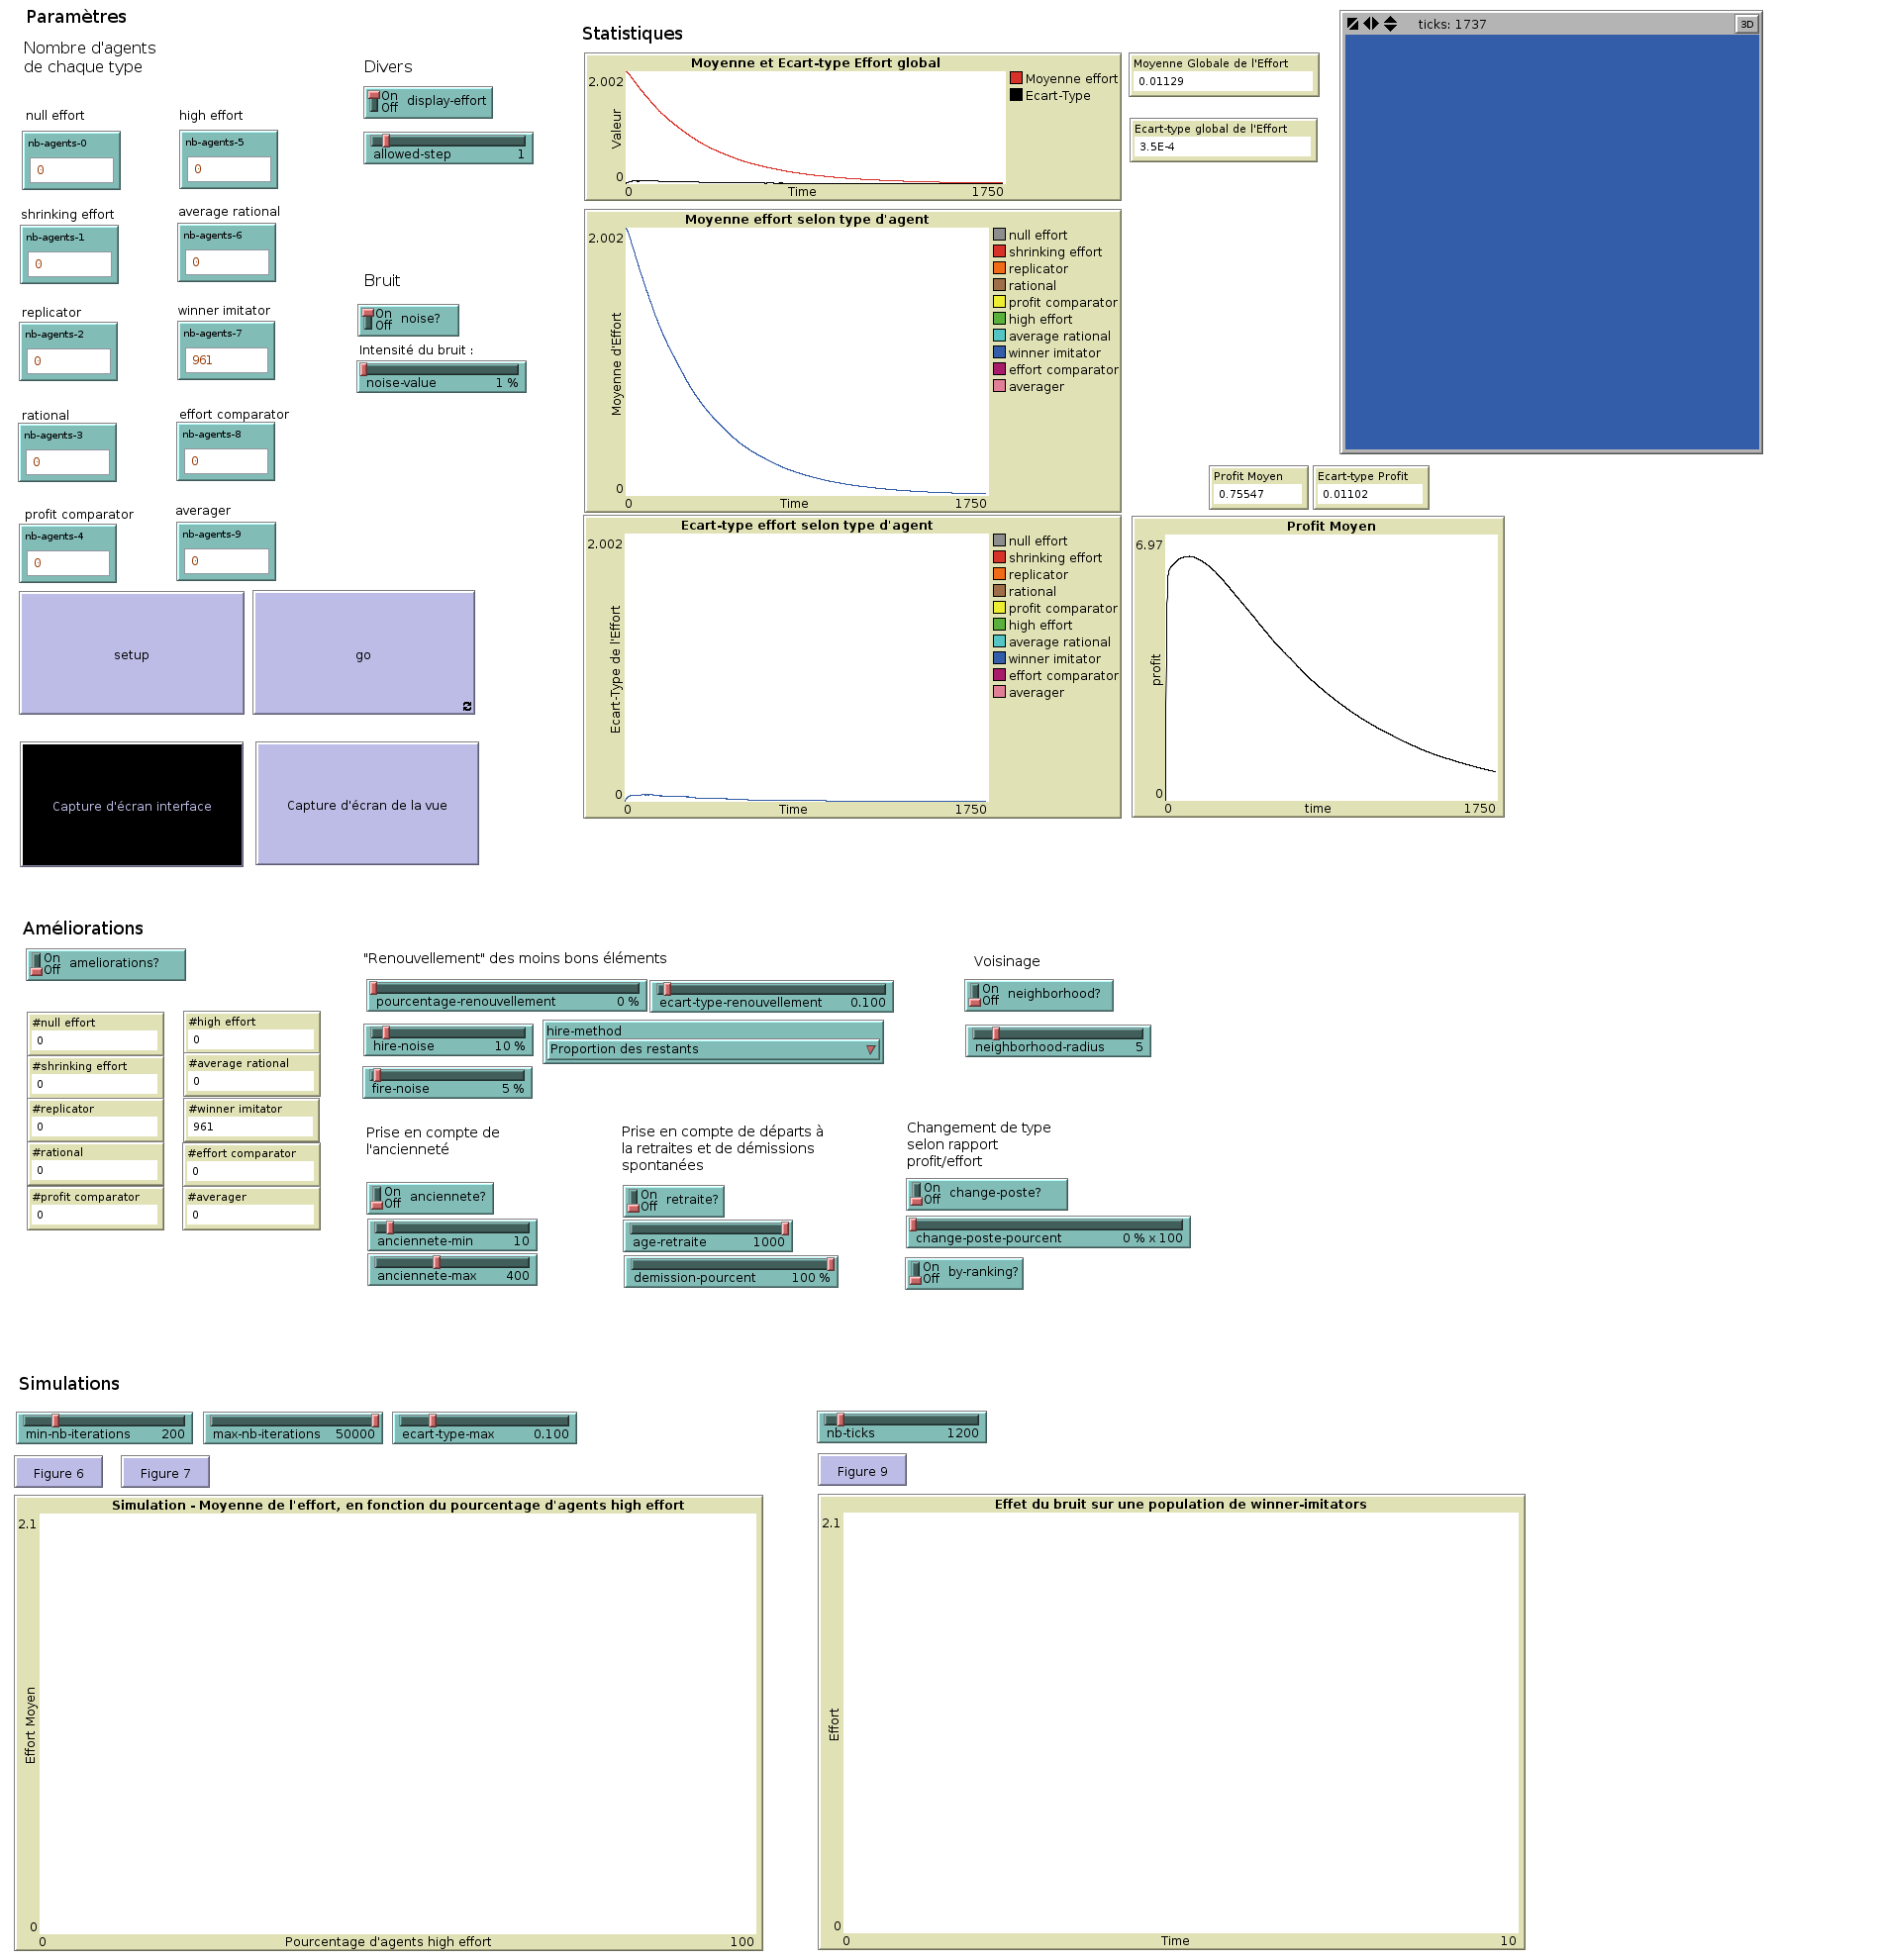 Paramètres
Nombre d'agents
de chaque type
null effort
high effort
nb-agents-0
0
nb-agents-5
0
shrinking effort
average rational
nb-agents-1
0
nb-agents-6
0
replicator
winner imitator
nb-agents-2
0
nb-agents-7
961
rational
effort comparator
nb-agents-3
0
nb-agents-8
0
profit comparator
averager
nb-agents-4
0
nb-agents-9
0
setup
go
Capture d'écran interface
Capture d'écran de la vue
Divers
On
Off
display-effort
allowed-step 1
Bruit
On
Off
noise?
Intensité du bruit :
noise-value 1 %
Statistiques
Moyenne et Ecart-type Effort global
2.002
Valeur
0
0
Time
1750
Moyenne effort
Ecart-Type
Moyenne Globale de l'Effort
0.01129
Ecart-type global de l'Effort
3.5E-4
Moyenne effort selon type d'agent
2.002
Moyenne d'Effort
0
0
Time
1750
null effort
shrinking effort
replicator
rational
profit comparator
high effort
average rational
winner imitator
effort comparator
averager
Ecart-type effort selon type d'agent
2.002
Ecart-Type de l'Effort
0
0
Time
1750
null effort
shrinking effort
replicator
rational
profit comparator
high effort
average rational
winner imitator
effort comparator
averager
ticks: 1737
3D
Profit Moyen
0.75547
Ecart-type Profit
0.01102
Profit Moyen
6.97
profit
0
0
time
1750
Améliorations
On
Off
ameliorations?
#null effort
0
#high effort
0
#shrinking effort
0
#average rational
0
#replicator
0
#winner imitator
961
#rational
0
#effort comparator
0
#profit comparator
0
#averager
0
"Renouvellement" des moins bons éléments
pourcentage-renouvellement 0 %
ecart-type-renouvellement 0.100
hire-noise 10 %
hire-method
Proportion des restants
fire-noise 5 %
Voisinage
On
Off
neighborhood?
neighborhood-radius 5
Prise en compte de
l'ancienneté
On
Off
anciennete?
anciennete-min 10
anciennete-max 400
Prise en compte de départs à
la retraites et de démissions
spontanées
On
Off
retraite?
age-retraite 1000
demission-pourcent 100 %
Changement de type
selon rapport
profit/effort
On
Off
change-poste?
change-poste-pourcent 0 % x 100
On
Off
by-ranking?
Simulations
min-nb-iterations 200
max-nb-iterations 50000
ecart-type-max 0.100
Figure 6
Figure 7
Simulation - Moyenne de l'effort, en fonction du pourcentage d'agents high effort
2.1
Effort Moyen
0
0
Pourcentage d'agents high effort
100
nb-ticks 1200
Figure 9
Effet du bruit sur une population de winner-imitators
2.1
Effort
0
0
Time
10